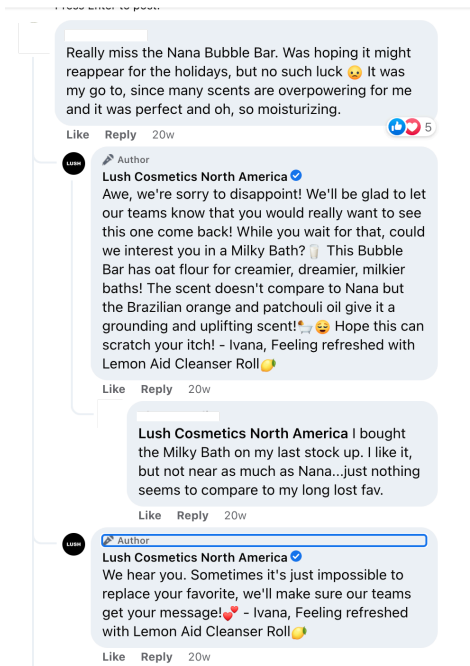 Press Enter to post.
Really miss the Nana Bubble Bar. Was hoping it might
reappear for the holidays, but no such luck 😞 It was
my go to, since many scents are overpowering for me
and it was perfect and oh, so moisturizing.
Like Reply 20w 5
LUSH
Author
Lush Cosmetics North America
Awe, we're sorry to disappoint! We'll be glad to let
our teams know that you would really want to see
this one come back! While you wait for that, could
we interest you in a Milky Bath?🥛 This Bubble
Bar has oat flour for creamier, dreamier, milkier
baths! The scent doesn't compare to Nana but
the Brazilian orange and patchouli oil give it a
grounding and uplifting scent!🛀😌 Hope this can
scratch your itch! - Ivana, Feeling refreshed with
Lemon Aid Cleanser Roll🍋
Like Reply 20w
Lush Cosmetics North America I bought
the Milky Bath on my last stock up. I like it,
but not near as much as Nana...just nothing
seems to compare to my long lost fav.
Like Reply 20w
LUSH
Author
Lush Cosmetics North America
We hear you. Sometimes it's just impossible to
replace your favorite, we'll make sure our teams
get your message!💕 - Ivana, Feeling refreshed
with Lemon Aid Cleanser Roll🍋
Like Reply 20w